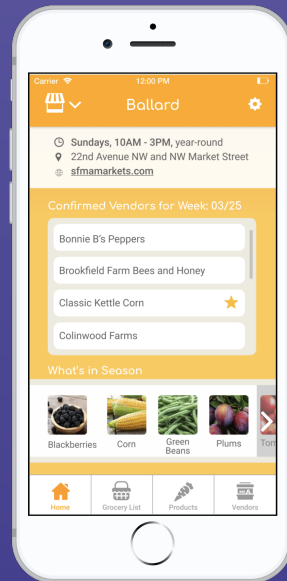 Carrier 12:00 PM
Ballard
Sundays, 10AM - 3PM, year-round
22nd Avenue NW and NW Market Street
sfmamarkets.com
Confirmed Vendors for Week: 03/25
Bonnie B's Peppers
Brookfield Farm Bees and Honey
Classic Kettle Corn
Colinwood Farms
What's in Season
Blackberries Corn Green Beans Plums Tom
Home Grocery List Products Vendors